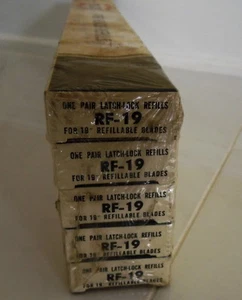 ONE PAIR LATCH-LOCK REFILLS
RF-19
FOR 19" REFILLABLE BLADES
ONE PAIR LATCH-LOCK REFILLS
RF-19
FOR 19" REFILLABLE BLADES
ONE PAIR LATCH-LOCK REFILLS
RF-19
FOR 19" REFILLABLE BLADES
ONE PAIR LATCH-LOCK REFILLS
RF-19
FOR 19" REFILLABLE BLADES
ONE PAIR LATCH-LOCK REFILLS
RF-19
FOR 19" REFILLABLE BLADES